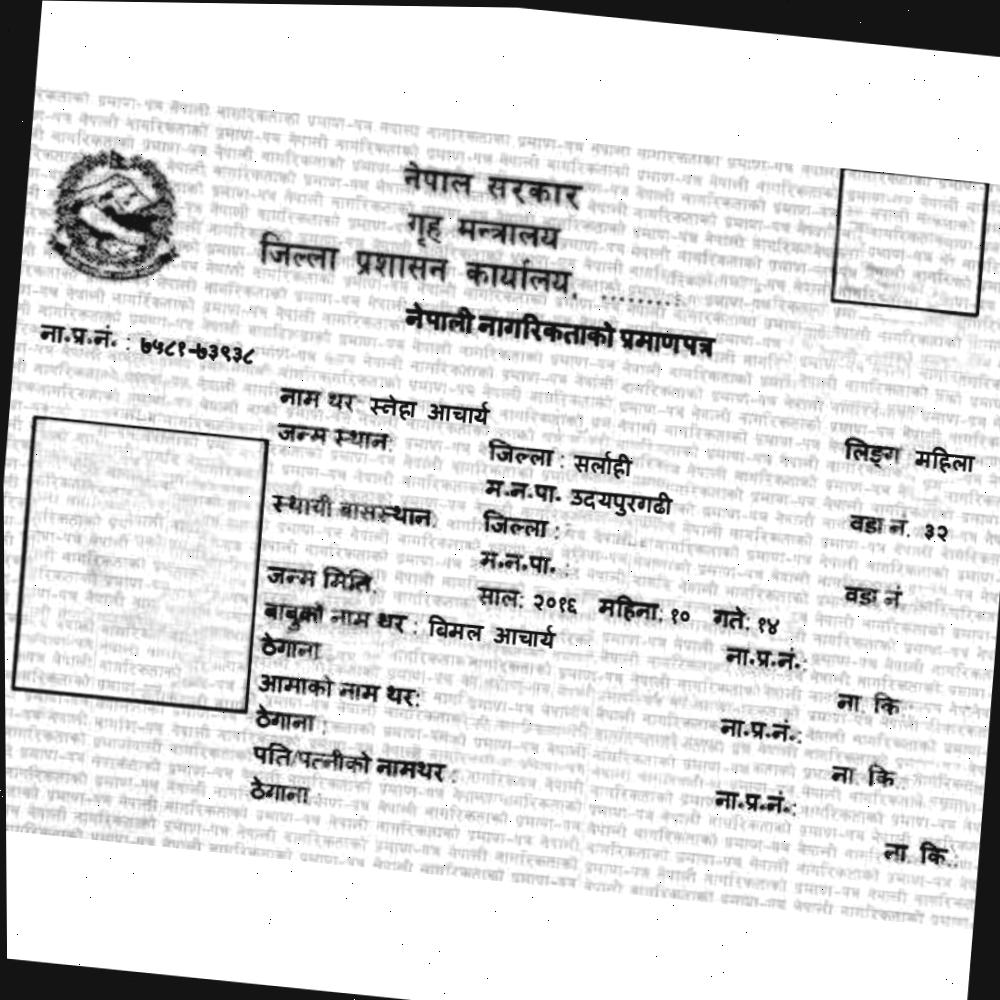 नेपाल सरकार
गृह मन्त्रालय
जिल्ला प्रशासन कार्यालय, ........:
नेपाली नागरिकताको प्रमाणपत्र
ना.प्र.नं. : ७५८१-७३९३८
नाम थर स्नेहा आचार्य
लिङ्ग महिला
जन्म स्थान: जिल्ला : सर्लाही
म.न.पा. उदयपुरगढी वडा नं. ३२
स्थायी बासस्थान: जिल्ला :
म.न.पा. : वडा नं
जन्म मिति: साल: २०१६ महिना: १० गते: १४
बाबुको नाम थर : बिमल आचार्य ना.प्र.नं.:
ठेगाना ना. कि.:
आमाको नाम थर: ना.प्र.नं.:
ठेगाना : ना. कि.:
पति/पत्नीको नामथर : ना.प्र.नं.:
ठेगाना : ना. कि.: